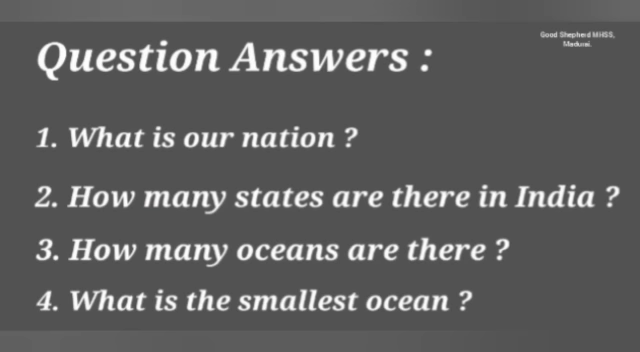 Good Shepherd MHSS,
Madurai.
Question Answers :
1. What is our nation ?
2. How many states are there in India ?
3. How many oceans are there ?
4. What is the smallest ocean ?